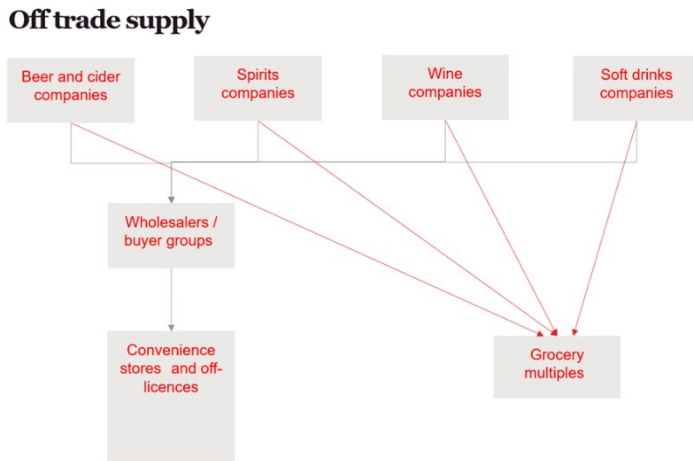 Off trade supply
Beer and cider
companies
Spirits
companies
Wine
companies
Soft drinks
companies
Wholesalers /
buyer groups
Convenience
stores and off-
licences
Grocery
multiples